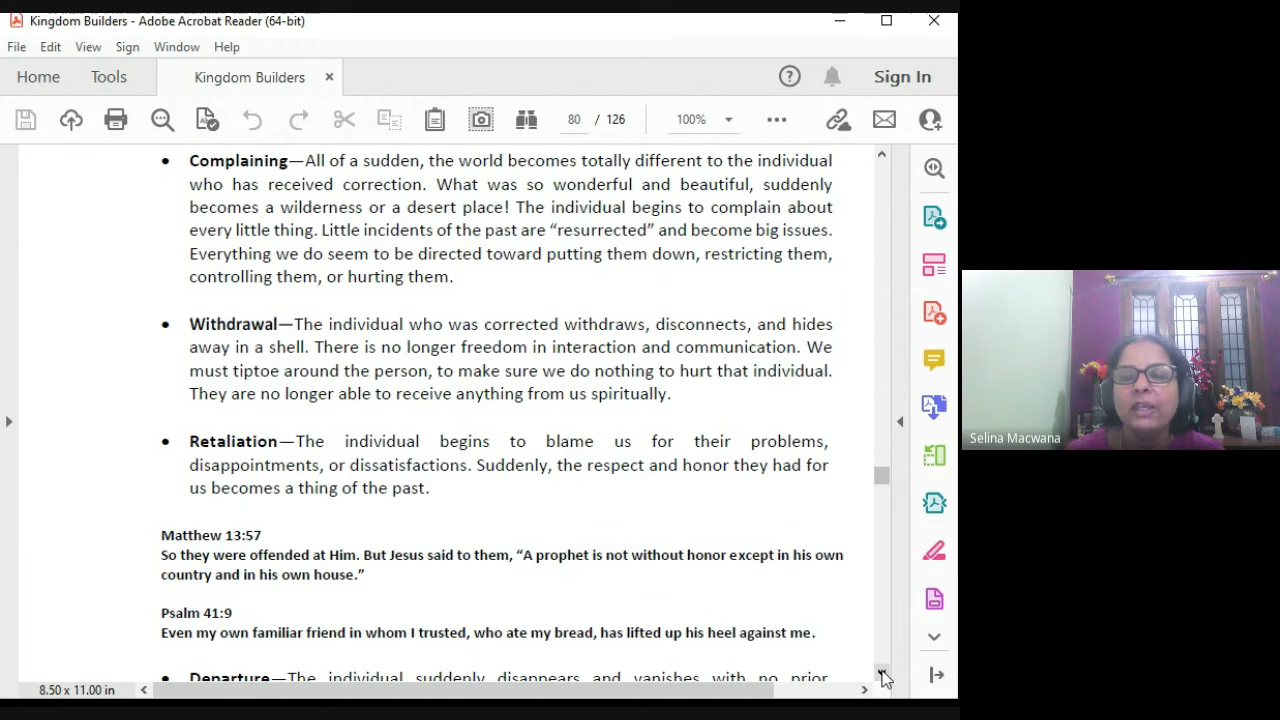 Kingdom Builders - Adobe Acrobat Reader (64-bit)
File Edit View Sign Window Help
Home Tools Kingdom Builders × Sign In
80 / 126 100%
Complaining—All of a sudden, the world becomes totally different to the individual
who has received correction. What was so wonderful and beautiful, suddenly
becomes a wilderness or a desert place! The individual begins to complain about
every little thing. Little incidents of the past are “resurrected” and become big issues.
Everything we do seem to be directed toward putting them down, restricting them,
controlling them, or hurting them.
Withdrawal—The individual who was corrected withdraws, disconnects, and hides
away in a shell. There is no longer freedom in interaction and communication. We
must tiptoe around the person, to make sure we do nothing to hurt that individual.
They are no longer able to receive anything from us spiritually.
Retaliation—The individual begins to blame us for their problems,
disappointments, or dissatisfactions. Suddenly, the respect and honor they had for
us becomes a thing of the past.
Matthew 13:57
So they were offended at Him. But Jesus said to them, “A prophet is not without honor except in his own
country and in his own house.”
Psalm 41:9
Even my own familiar friend in whom I trusted, who ate my bread, has lifted up his heel against me.
Departure—The individual suddenly disappears and vanishes with no prior
8.50 x 11.00 in
Selina Macwana